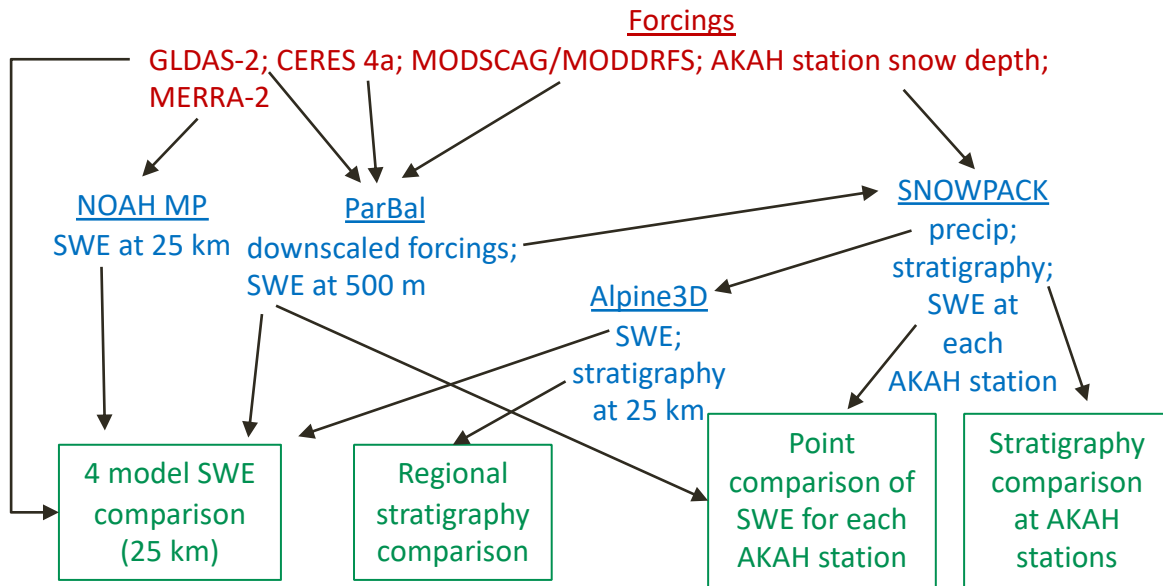 Forcings
GLDAS-2; CERES 4a; MODSCAG/MODDRFS; AKAH station snow depth;
MERRA-2
NOAH MP
SWE at 25 km
ParBal
downscaled forcings;
SWE at 500 m
SNOWPACK
precip;
stratigraphy;
SWE at
each
AKAH station
Alpine3D
SWE;
stratigraphy
at 25 km
4 model SWE
comparison
(25 km)
Regional
stratigraphy
comparison
Point
comparison of
SWE for each
AKAH station
Stratigraphy
comparison
at AKAH
stations